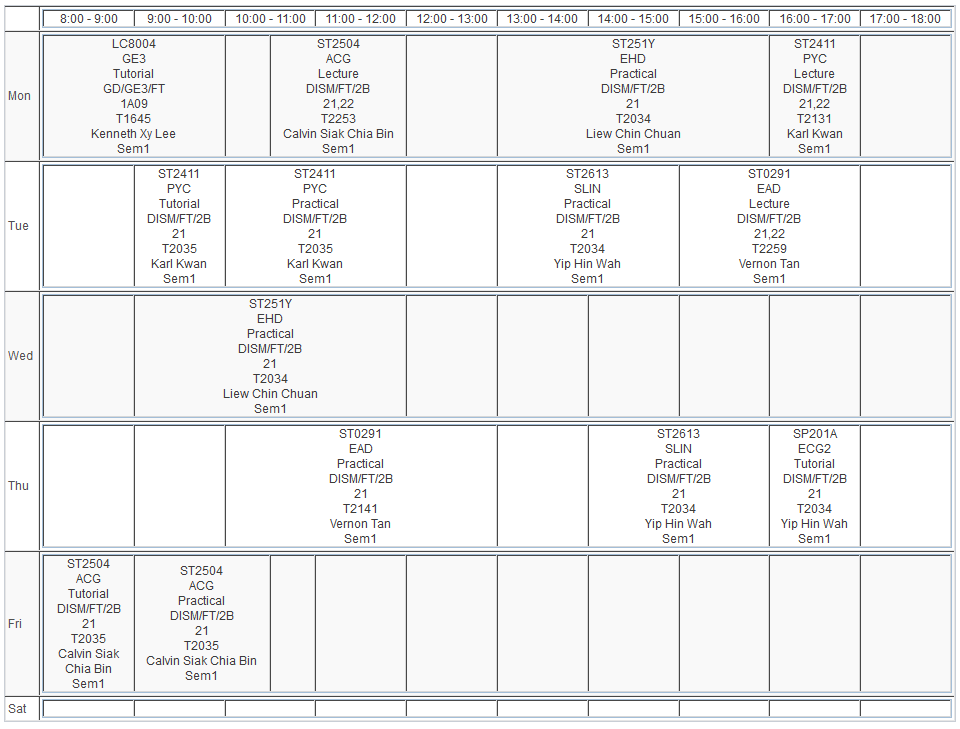 8:00 - 9:00
9:00 - 10:00
10:00 - 11:00
11:00 - 12:00
12:00 - 13:00
13:00 - 14:00
14:00 - 15:00
15:00 - 16:00
16:00 - 17:00
17:00 - 18:00
Mon
LC8004
GE3
Tutorial
GD/GE3/FT
1A09
T1645
Kenneth Xy Lee
Sem1
ST2504
ACG
Lecture
DISM/FT/2B
21,22
T2253
Calvin Siak Chia Bin
Sem1
ST251Y
EHD
Practical
DISM/FT/2B
21
T2034
Liew Chin Chuan
Sem1
ST2411
PYC
Lecture
DISM/FT/2B
21,22
T2131
Karl Kwan
Sem1
Tue
ST2411
PYC
Tutorial
DISM/FT/2B
21
T2035
Karl Kwan
Sem1
ST2411
PYC
Practical
DISM/FT/2B
21
T2035
Karl Kwan
Sem1
ST2613
SLIN
Practical
DISM/FT/2B
21
T2034
Yip Hin Wah
Sem1
ST0291
EAD
Lecture
DISM/FT/2B
21,22
T2259
Vernon Tan
Sem1
Wed
ST251Y
EHD
Practical
DISM/FT/2B
21
T2034
Liew Chin Chuan
Sem1
Thu
ST0291
EAD
Practical
DISM/FT/2B
21
T2141
Vernon Tan
Sem1
ST2613
SLIN
Practical
DISM/FT/2B
21
T2034
Yip Hin Wah
Sem1
SP201A
ECG2
Tutorial
DISM/FT/2B
21
T2034
Yip Hin Wah
Sem1
Fri
ST2504
ACG
Tutorial
DISM/FT/2B
21
T2035
Calvin Siak
Chia Bin
Sem1
ST2504
ACG
Practical
DISM/FT/2B
21
T2035
Calvin Siak Chia Bin
Sem1
Sat